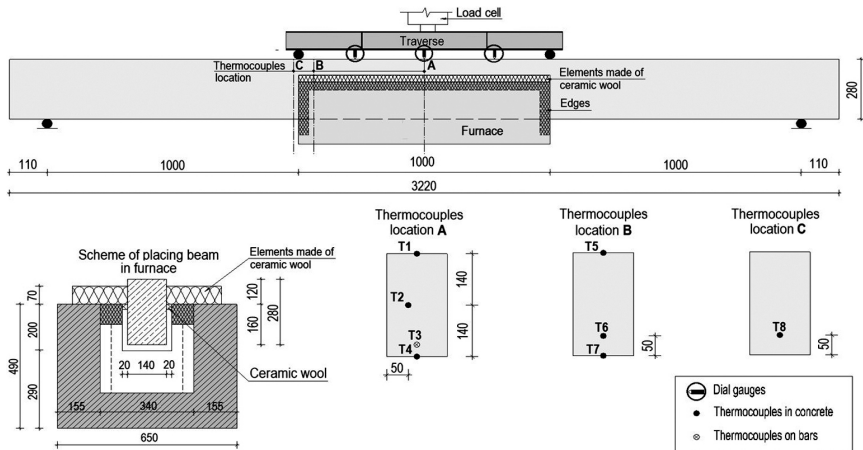 Load cell
Traverse
C B A
Thermocouples
location
Elements made of
ceramic wool
Edges
Furnace
280
110 1000 1000 1000 110
3220
Scheme of placing beam
in furnace
Elements made of
ceramic wool
70
200
490
290
120
160
280
20 140 20
Ceramic wool
155 340 155
650
Thermocouples
location A
T1
T2
T3
T4
140
140
50
Thermocouples
location B
T5
T6
T7
50
Thermocouples
location C
T8
50
Dial gauges
Thermocouples in concrete
Thermocouples on bars